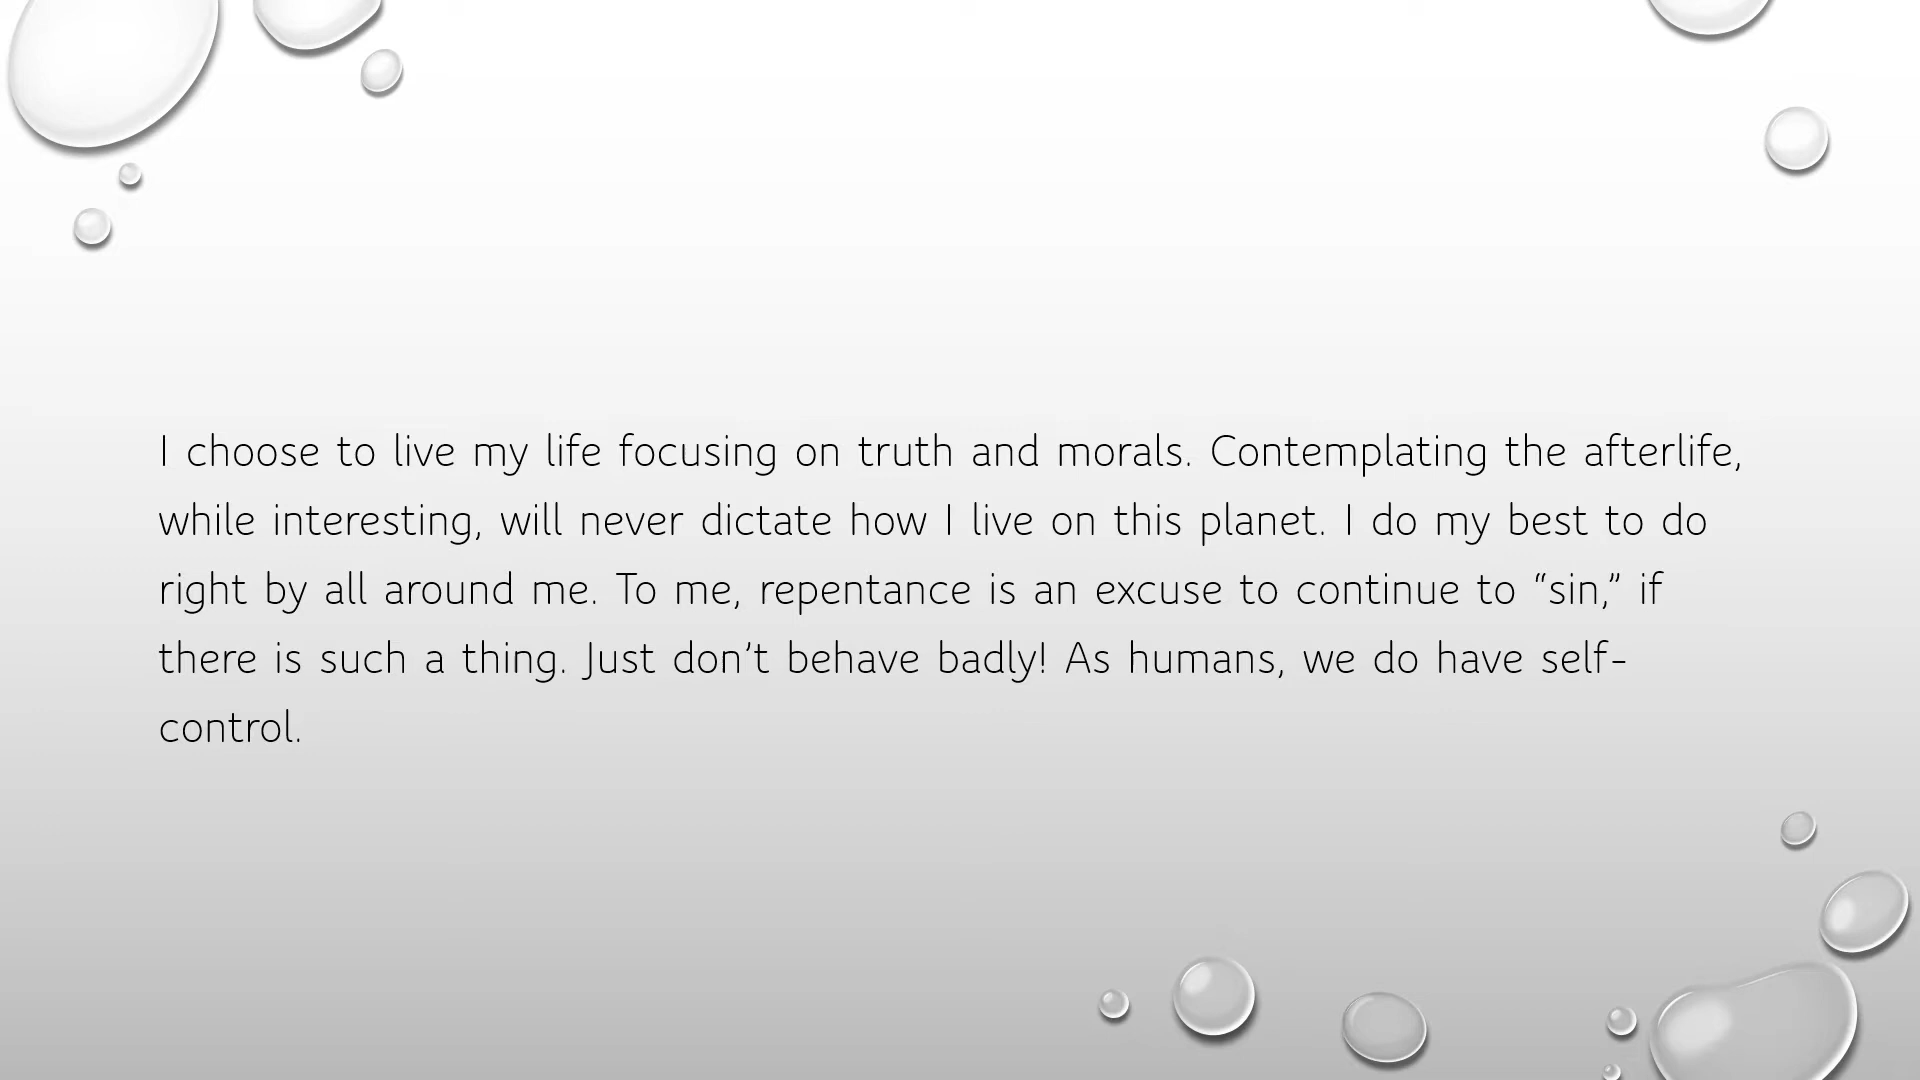 I choose to live my life focusing on truth and morals. Contemplating the afterlife,
while interesting, will never dictate how I live on this planet. I do my best to do
right by all around me. To me, repentance is an excuse to continue to “sin,” if
there is such a thing. Just don’t behave badly! As humans, we do have self-
control.